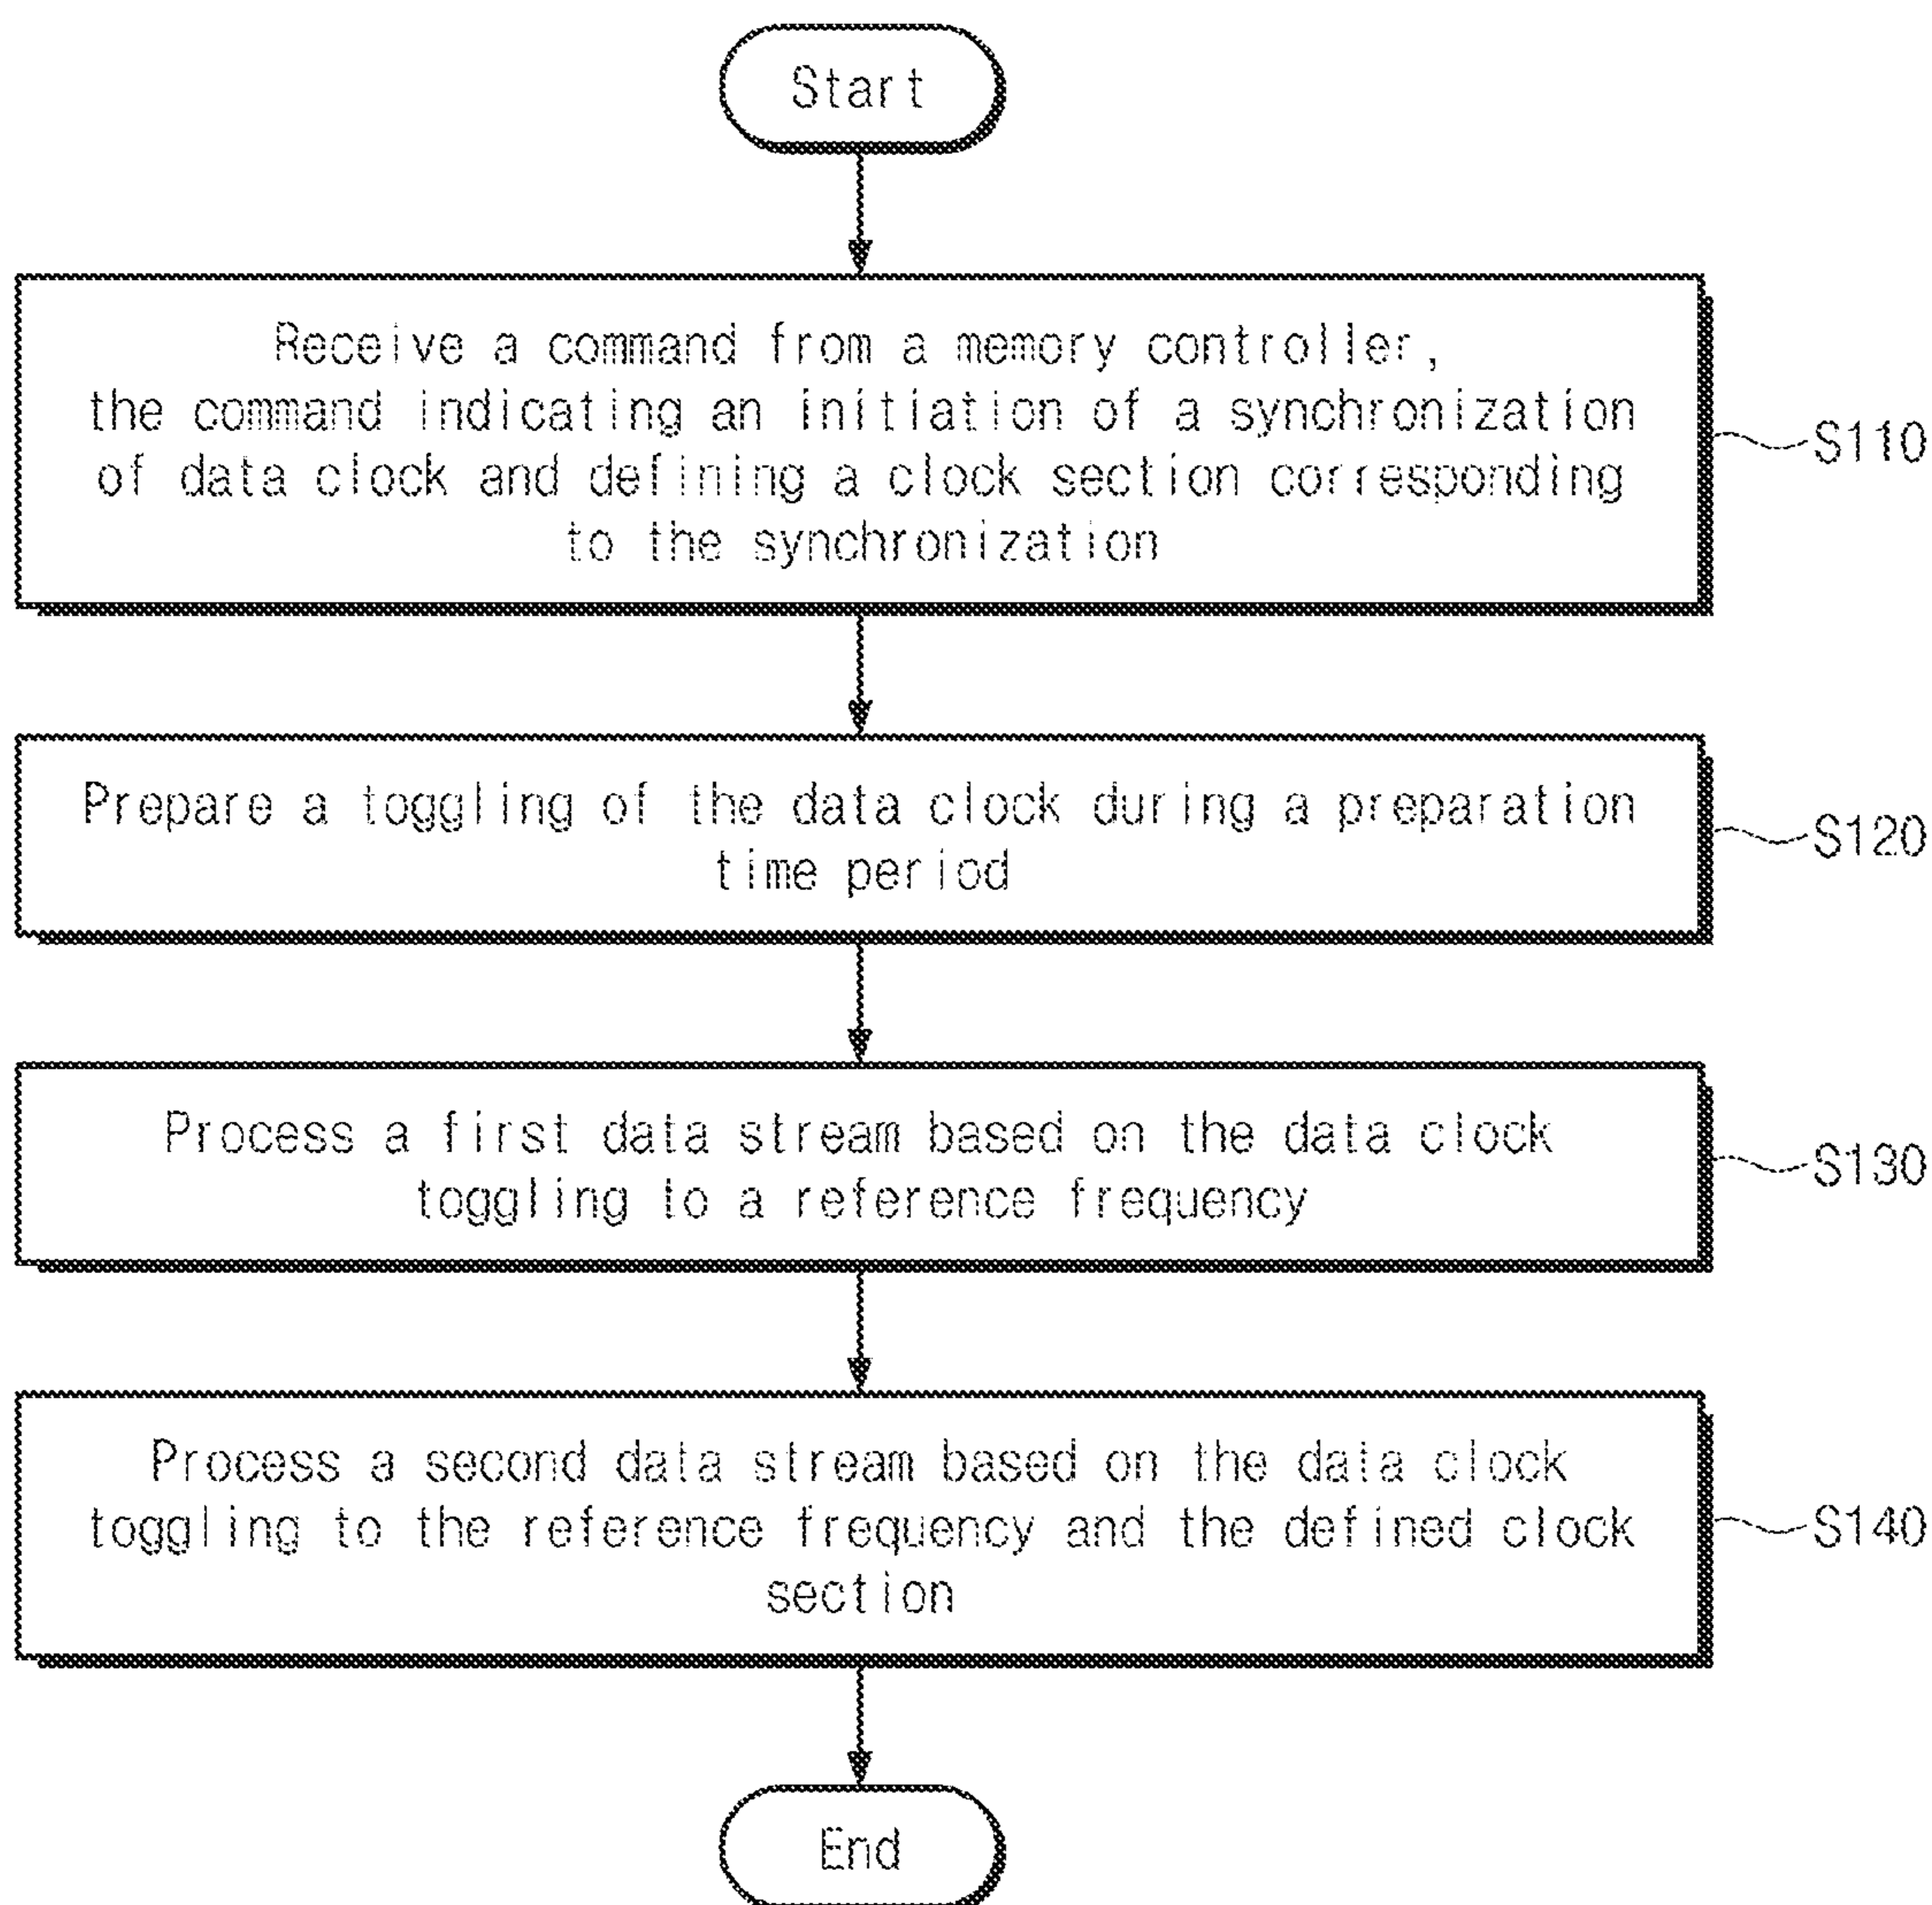 Start
Receive a command from a memory controller,
the command indicating an initiation of a synchronization
of data clock and defining a clock section corresponding
to the synchronization
S110
Prepare a toggling of the data clock during a preparation
time period
S120
Process a first data stream based on the data clock
toggling to a reference frequency
S130
Process a second data stream based on the data clock
toggling to the reference frequency and the defined clock
section
S140
End